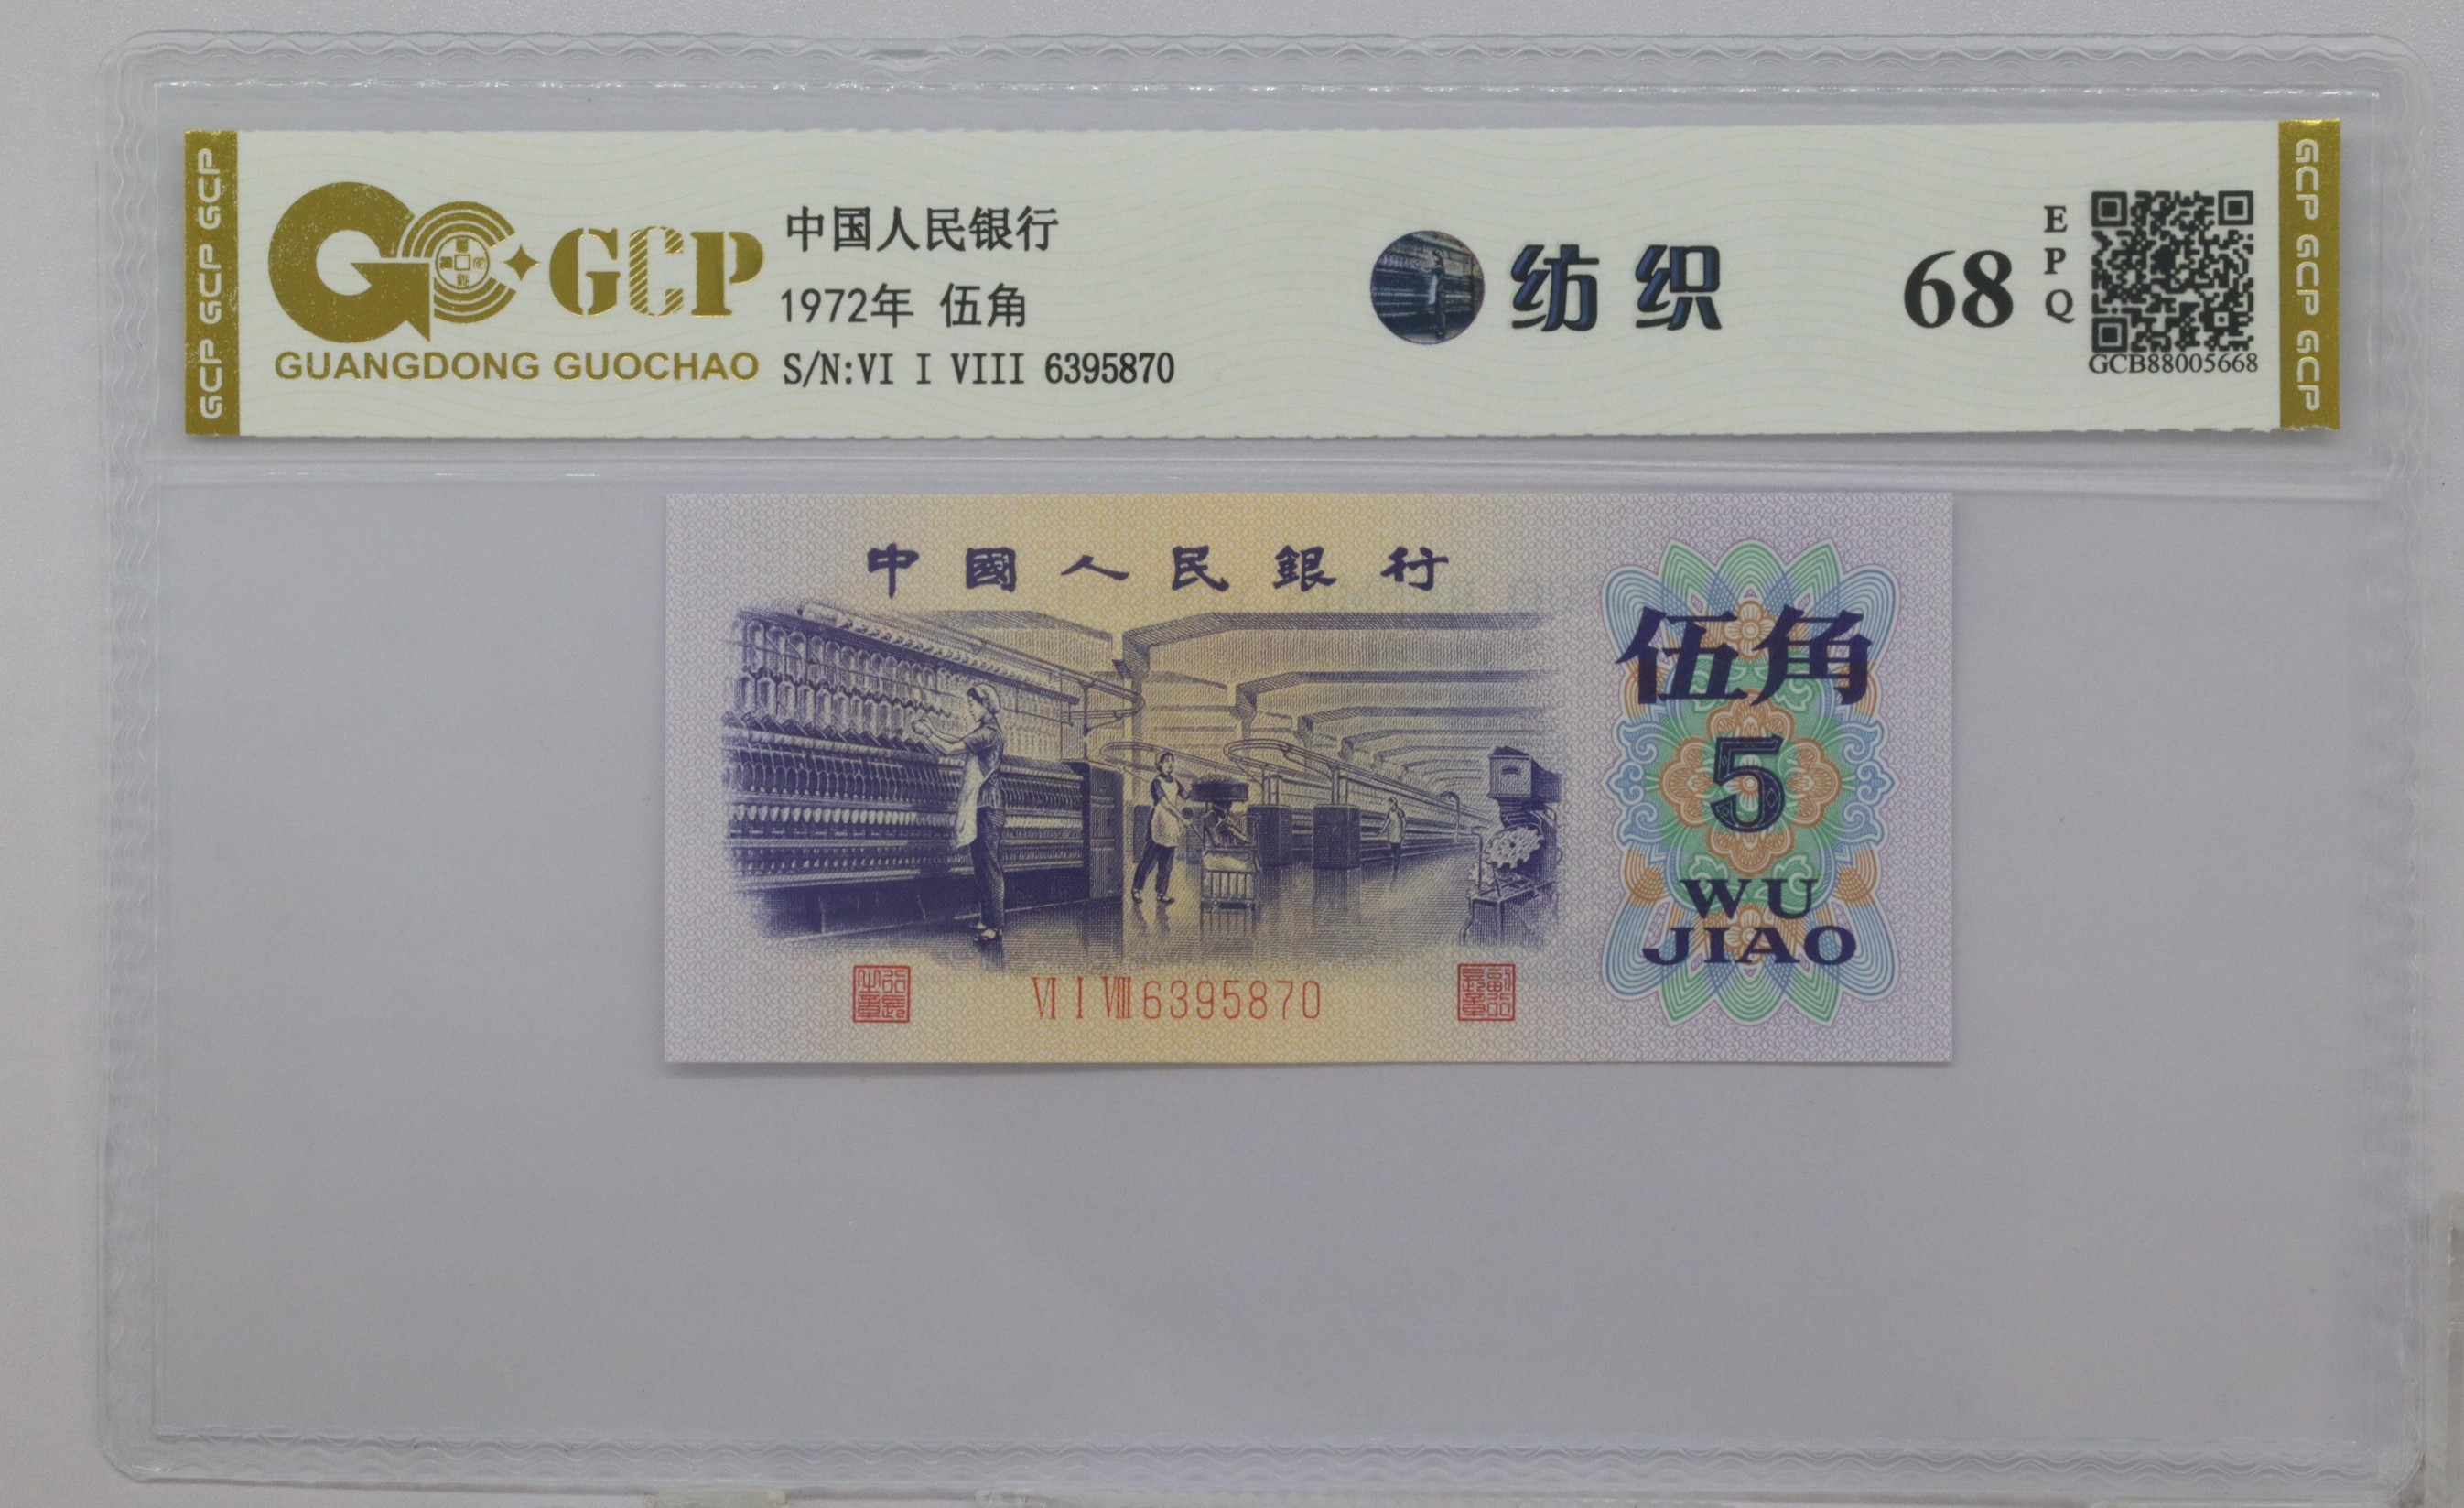 GCP GCP GCP
GCP
GUANGDONG GUOCHAO
中国人民银行
1972年 伍角
S/N:VI I VIII 6395870
纺织
68
EPQ
GCB88005668
GCP GCP GCP
中國人民銀行
伍角
5
WU
JIAO
VI I VIII 6395870